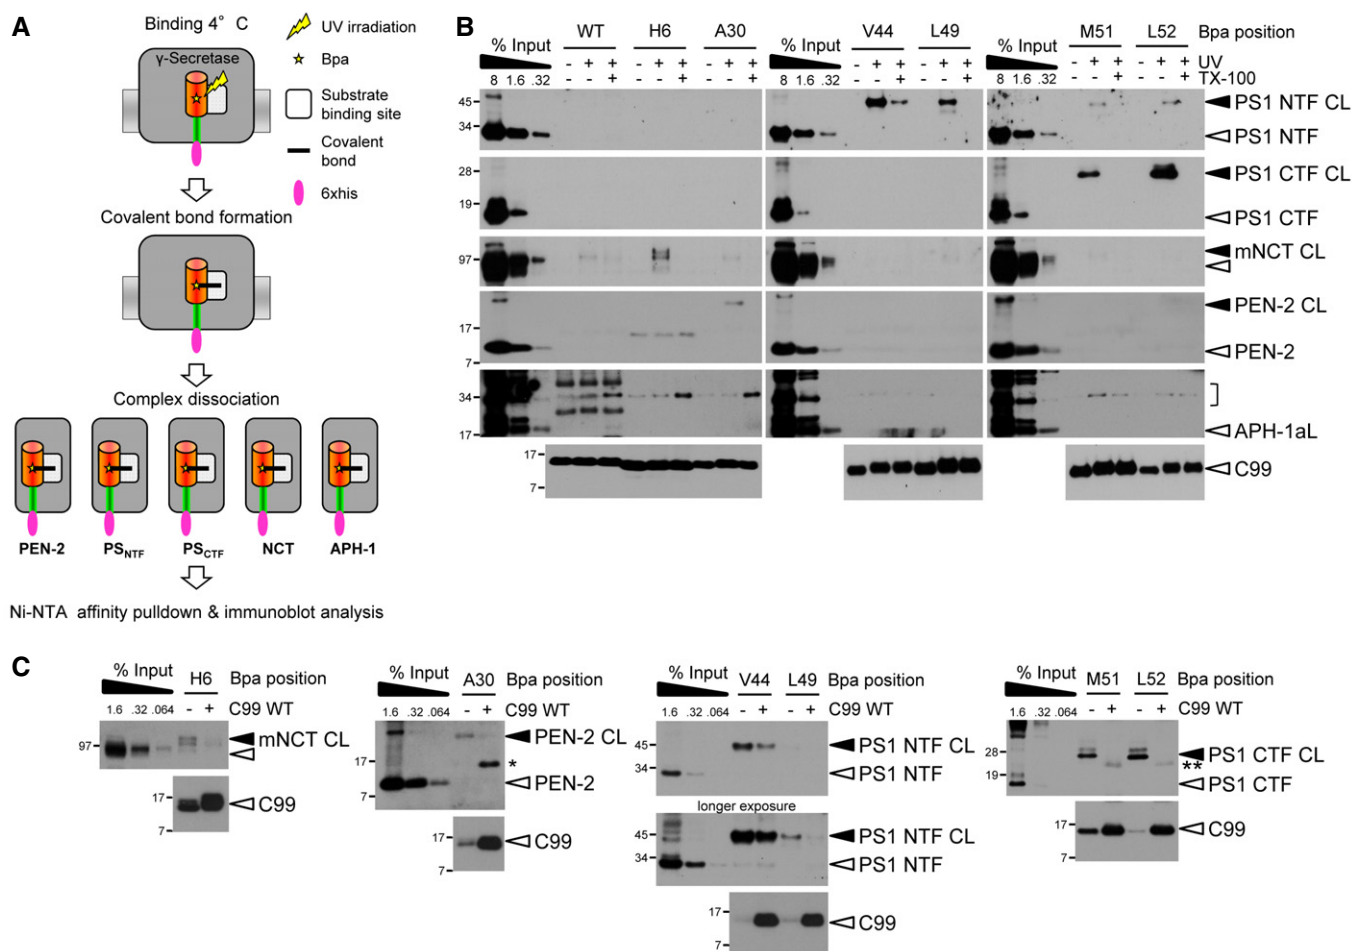 A
Binding 4° C
γ-Secretase
UV irradiation
Bpa
Substrate
binding site
Covalent
bond
6xhis
Covalent bond formation
Complex dissociation
PEN-2 PS_NTF PS_CTF NCT APH-1
Ni-NTA affinity pulldown & immunoblot analysis
B
% Input WT H6 A30 % Input V44 L49 % Input M51 L52 Bpa position
- + + - + + - + + - + + - + + - + + - + + UV
8 1.6 .32 + + + 8 1.6 .32 + + 8 1.6 .32 + + TX-100
45 PS1 NTF CL
34 PS1 NTF
28 PS1 CTF CL
19 PS1 CTF
97 mNCT CL
PEN-2 CL
17
7 PEN-2
34
17 APH-1aL
17 17 17 C99
7 7 7
C
% Input H6 Bpa position
1.6 .32 .064 - + C99 WT
97 mNCT CL
17 C99
7
% Input A30 Bpa position
1.6 .32 .064 - + C99 WT
PEN-2 CL
17 *
PEN-2
7
17 C99
7
% Input V44 L49 Bpa position
1.6 .32 .064 - + - + C99 WT
45 PS1 NTF CL
34 PS1 NTF
longer exposure
45 PS1 NTF CL
34 PS1 NTF
17 C99
7
% Input M51 L52 Bpa position
1.6 .32 .064 - + - + C99 WT
28 PS1 CTF CL
**
19 PS1 CTF
17 C99
7